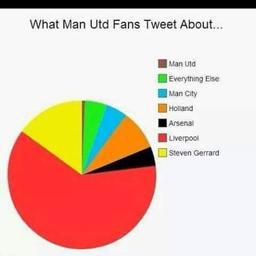 What Man Utd Fans Tweet About...
Man Utd
Everything Else
Man City
Holland
Arsenal
Liverpool
Steven Gerrard